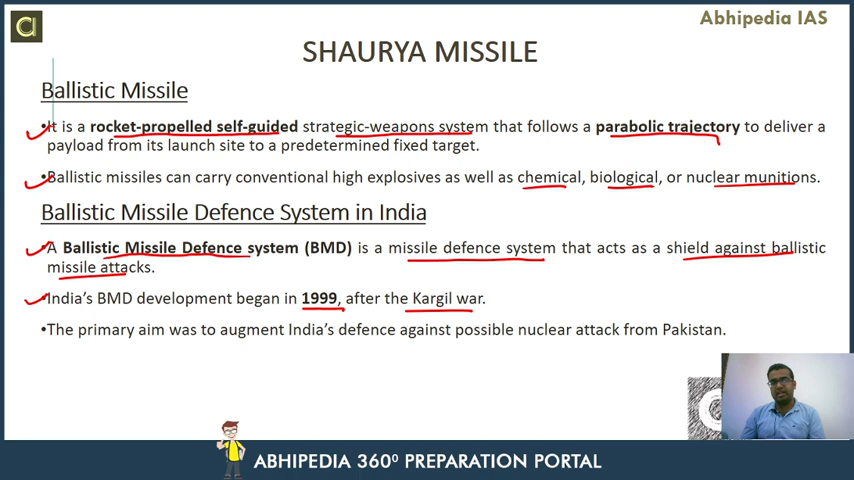 Abhipedia IAS
SHAURYA MISSILE
Ballistic Missile
•It is a rocket-propelled self-guided strategic-weapons system that follows a parabolic trajectory to deliver a
payload from its launch site to a predetermined fixed target.
•Ballistic missiles can carry conventional high explosives as well as chemical, biological, or nuclear munitions.
Ballistic Missile Defence System in India
•A Ballistic Missile Defence system (BMD) is a missile defence system that acts as a shield against ballistic
missile attacks.
•India's BMD development began in 1999, after the Kargil war.
•The primary aim was to augment India's defence against possible nuclear attack from Pakistan.
ABHIPEDIA 360⁰ PREPARATION PORTAL